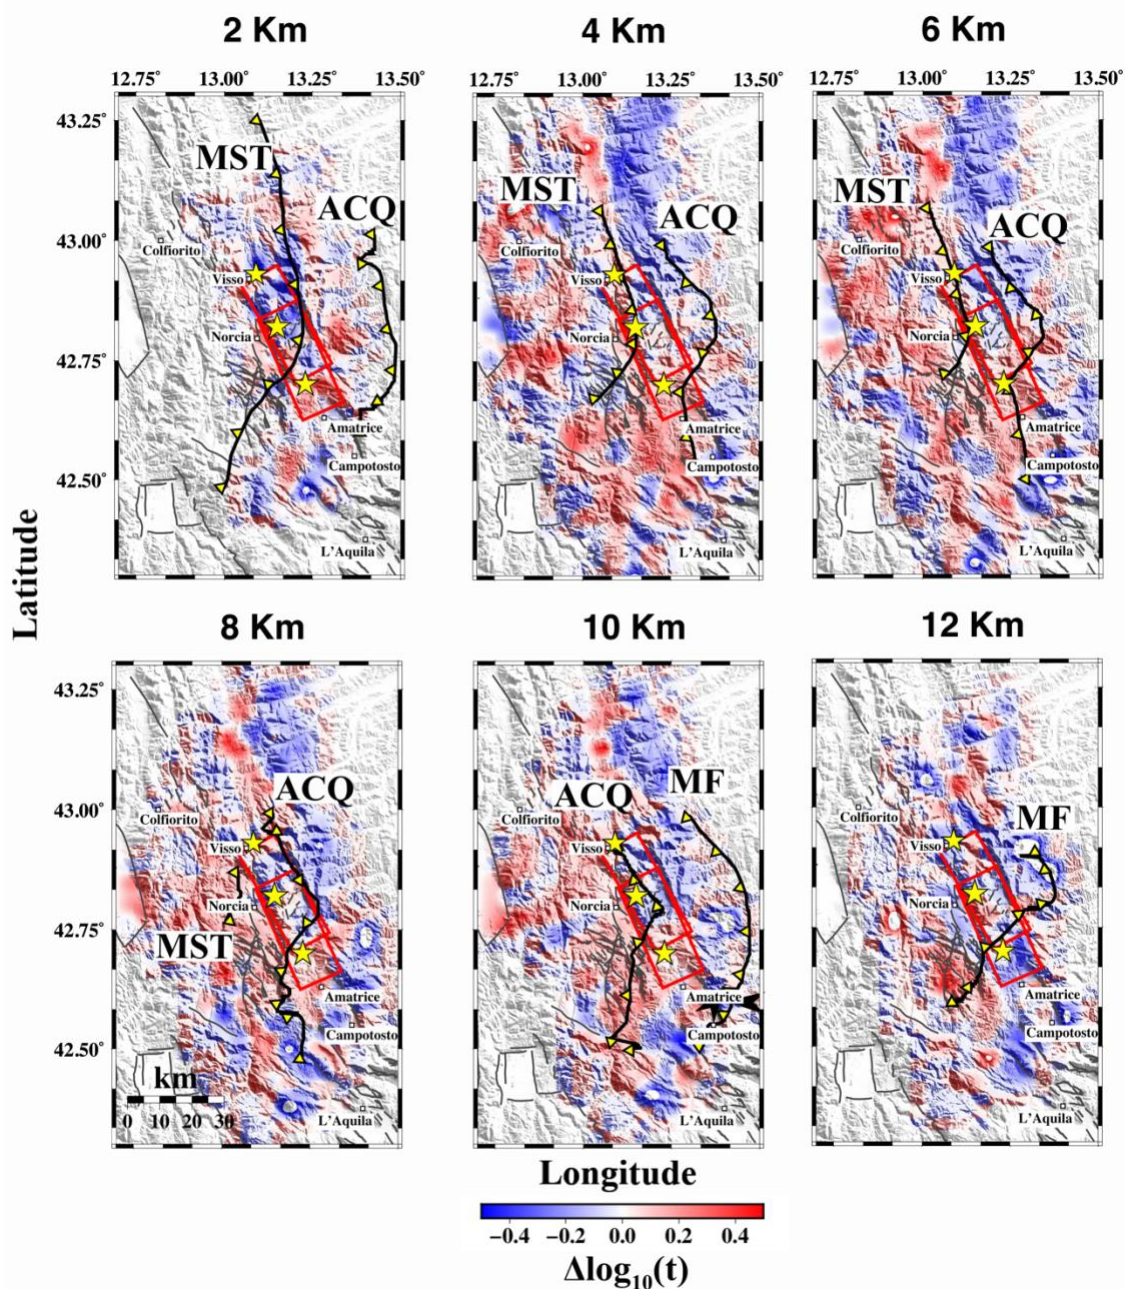 2 Km
4 Km
6 Km
12.75° 13.00° 13.25° 13.50°
13.00° 13.25° 13.50°
13.00° 13.25° 13.50°
43.25°
43.00°
42.75°
42.50°
MST
ACQ
Colfiorito
Visso
Norcia
Amatrice
Campotosto
L'Aquila
MST
ACQ
Colfiorito
Visso
Norcia
Amatrice
Campotosto
L'Aquila
MST
ACQ
Colfiorito
Visso
Norcia
Amatrice
Campotosto
L'Aquila
Latitude
8 Km
10 Km
12 Km
43.25°
43.00°
42.75°
42.50°
ACQ
Colfiorito
Visso
Norcia
MST
Amatrice
Campotosto
km
0 10 20 30
L'Aquila
MF
ACQ
Colfiorito
Visso
Norcia
Amatrice
Campotosto
L'Aquila
MF
Colfiorito
Visso
Norcia
Amatrice
Campotosto
L'Aquila
Longitude
−0.4 −0.2 0.0 0.2 0.4
Δlog₁₀(t)